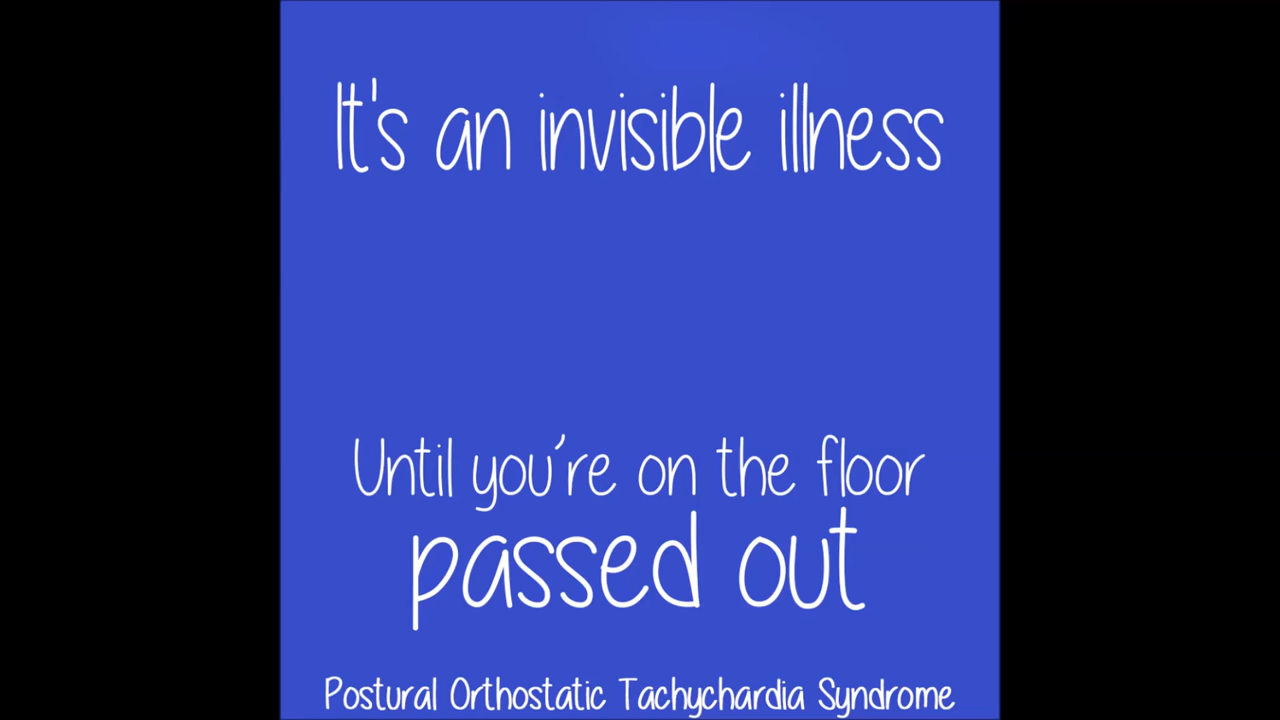 It's an invisible illness
Until you're on the floor
passed out
Postural Orthostatic Tachychardia Syndrome